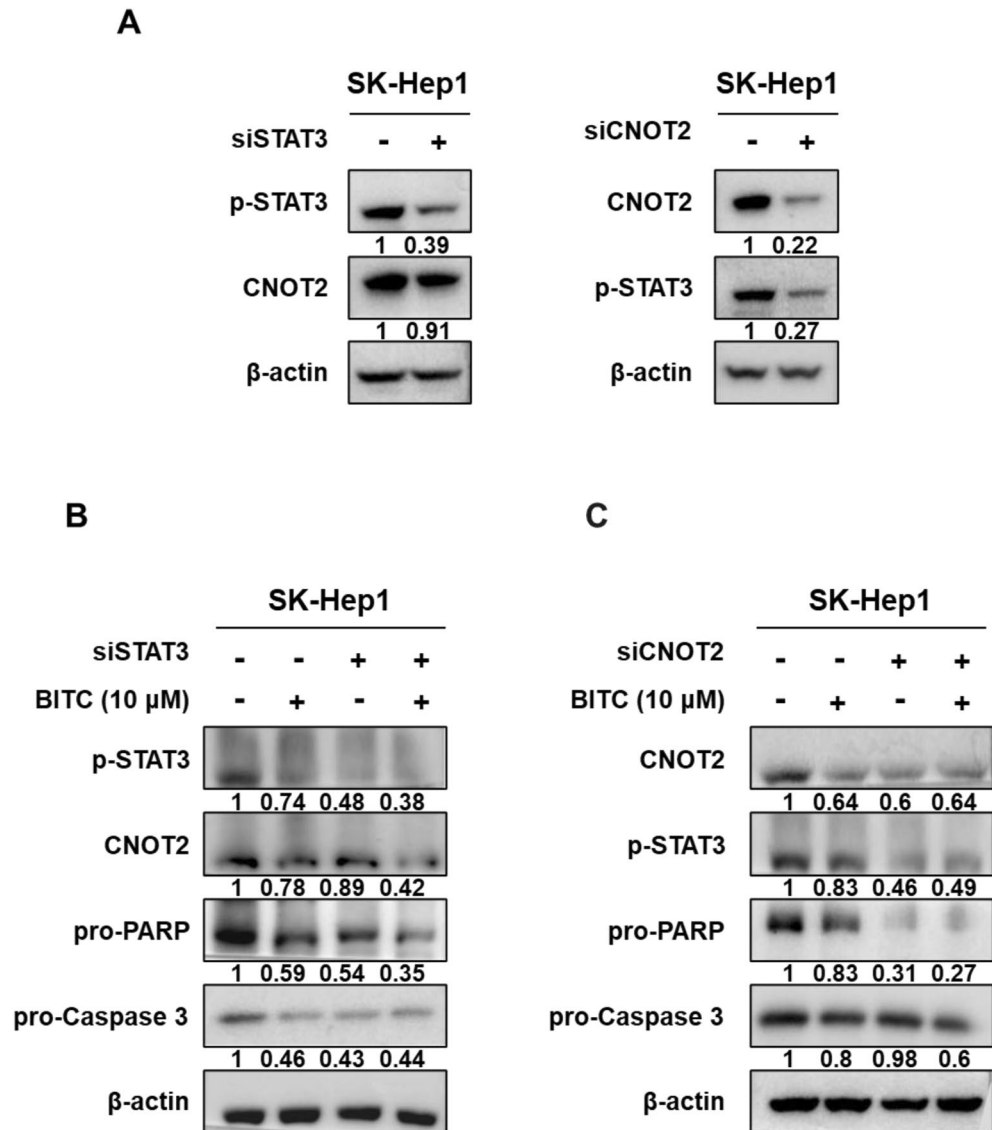 A
SK-Hep1
siSTAT3 - +
p-STAT3
1 0.39
CNOT2
1 0.91
β-actin
SK-Hep1
siCNOT2 - +
CNOT2
1 0.22
p-STAT3
1 0.27
β-actin
B
SK-Hep1
siSTAT3 - - + +
BITC (10 μM) - + - +
p-STAT3
1 0.74 0.48 0.38
CNOT2
1 0.78 0.89 0.42
pro-PARP
1 0.59 0.54 0.35
pro-Caspase 3
1 0.46 0.43 0.44
β-actin
C
SK-Hep1
siCNOT2 - - + +
BITC (10 μM) - + - +
CNOT2
1 0.64 0.6 0.64
p-STAT3
1 0.83 0.46 0.49
pro-PARP
1 0.83 0.31 0.27
pro-Caspase 3
1 0.8 0.98 0.6
β-actin